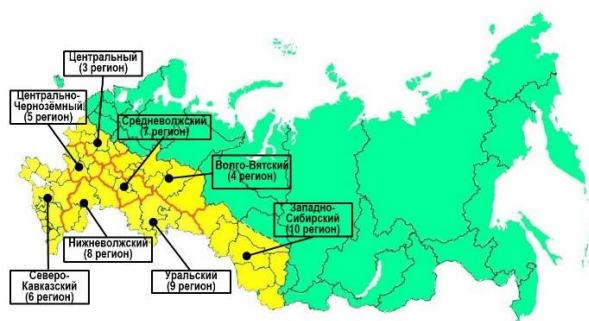 Центральный
(3 регион)
Центрально-
Чернозёмный
(5 регион)
Средневолжский
(7 регион)
Волго-Вятский
(4 регион)
Западно-
Сибирский
(10 регион)
Нижневолжский
(8 регион)
Северо-
Кавказский
(6 регион)
Уральский
(9 регион)